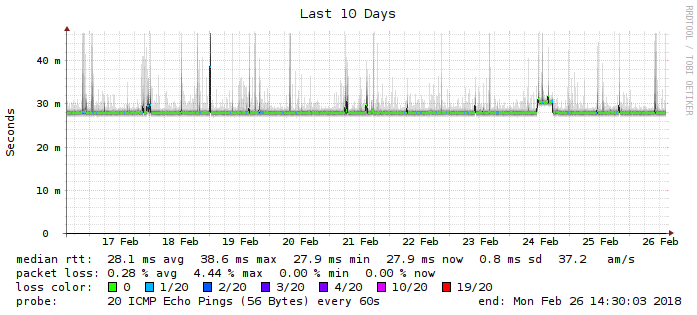 Last 10 Days
RRDTOOL / TOBI OETIKER
Seconds
40 m
30 m
20 m
10 m
0
17 Feb 18 Feb 19 Feb 20 Feb 21 Feb 22 Feb 23 Feb 24 Feb 25 Feb 26 Feb
median rtt: 28.1 ms avg 38.6 ms max 27.9 ms min 27.9 ms now 0.8 ms sd 37.2 am/s
packet loss: 0.28 % avg 4.44 % max 0.00 % min 0.00 % now
loss color: 0 1/20 2/20 3/20 4/20 10/20 19/20
probe: 20 ICMP Echo Pings (56 Bytes) every 60s end: Mon Feb 26 14:30:03 2018